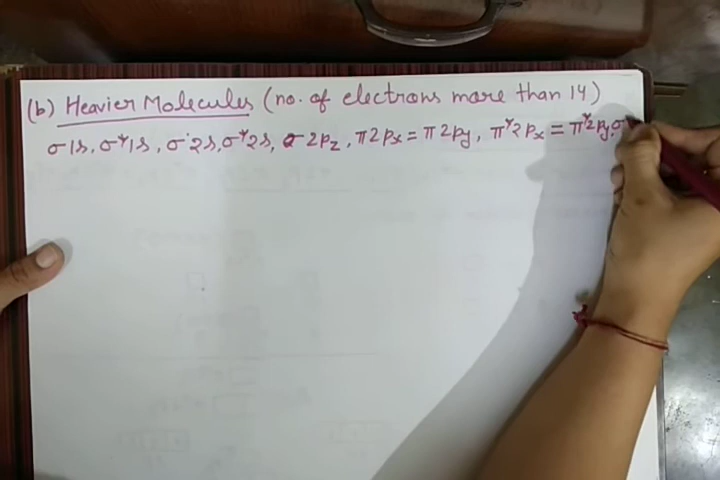 (b) Heavier Molecules (no. of electrons more than 14)
σ1s, σ*1s, σ2s, σ*2s, σ2pz, π2px = π2py, π*2px = π*2py, σ